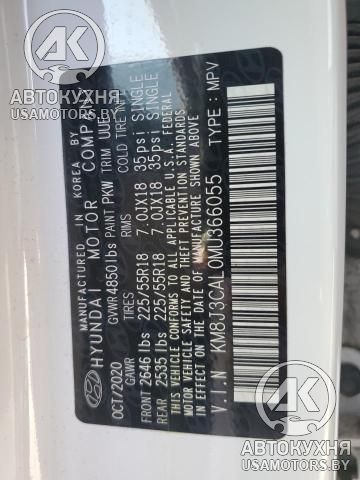 АВТОКУХНЯ
USAMOTORS.BY
MANUFACTURED IN KOREA BY
HYUNDAI MOTOR COMPANY
OCT/2020 GVWR 4850lbs PAINT PKW TRIM
GAWR TIRES RIMS COLD TIRE INF
FRONT 2646 lbs 225/55R18 7.0JX18 35psi SINGLE
REAR 2535 lbs 225/55R18 7.0JX18 35psi SINGLE
THIS VEHICLE CONFORMS TO ALL APPLICABLE U.S.A. FEDERAL
MOTOR VEHICLE SAFETY AND THEFT PREVENTION STANDARDS
IN EFFECT ON THE DATE OF MANUFACTURE SHOWN ABOVE.
V.I.N KM8J3CAL0MU366055 TYPE : MPV
АВТОКУХНЯ
USAMOTORS.BY